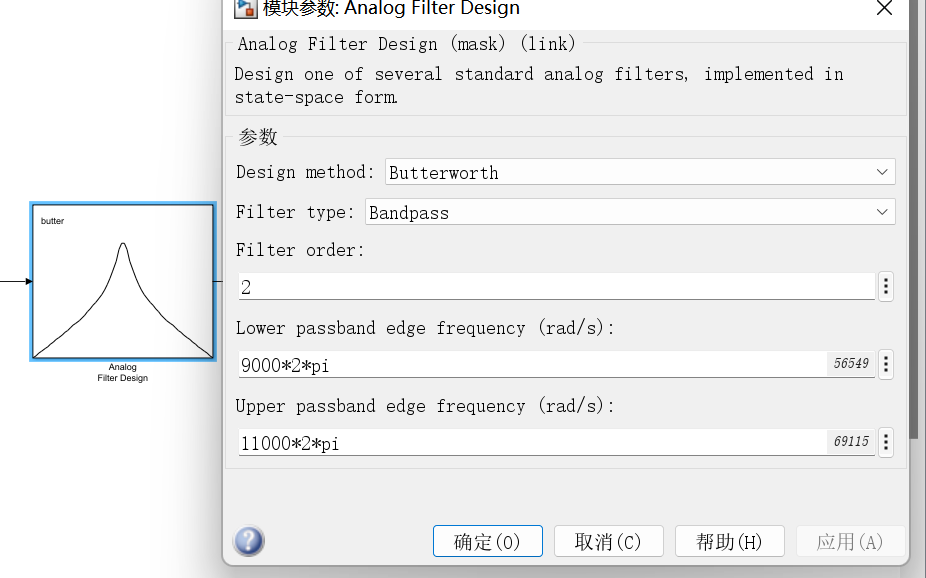 模块参数: Analog Filter Design
Analog Filter Design (mask) (link)
Design one of several standard analog filters, implemented in
state-space form.
参数
Design method: Butterworth
Filter type: Bandpass
Filter order:
2
Lower passband edge frequency (rad/s):
9000*2*pi 56549
Upper passband edge frequency (rad/s):
11000*2*pi 69115
确定(O) 取消(C) 帮助(H) 应用(A)
butter
Analog
Filter Design